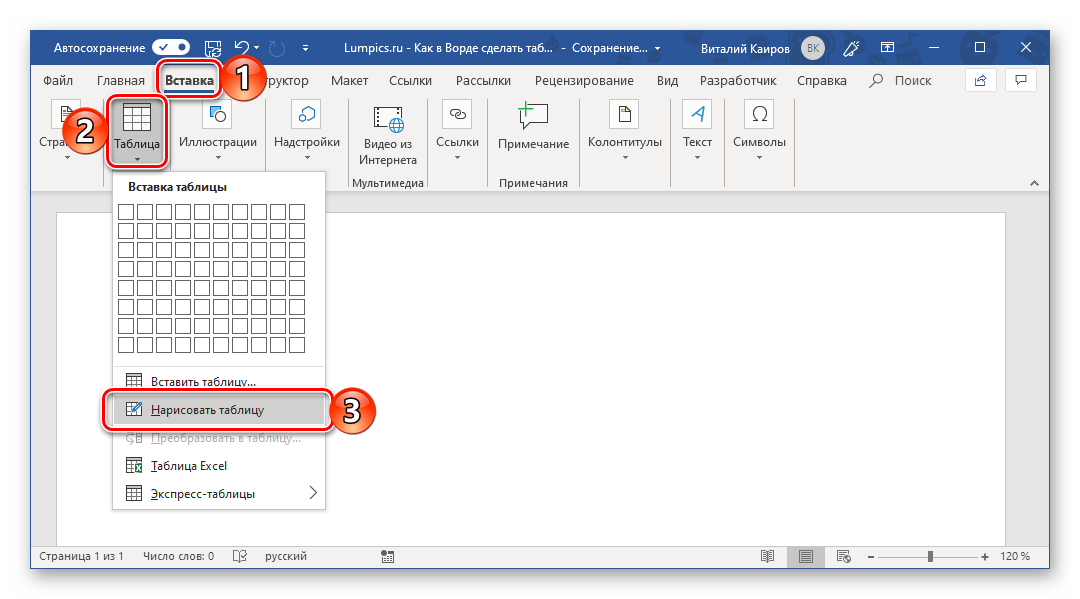 Автосохранение
Lumpics.ru - Как в Ворде сделать таб... - Сохранение...
Виталий Каиров
ВК
Файл Главная Вставка 1 Макет Ссылки Рассылки Рецензирование Вид Разработчик Справка Поиск
2
Таблица
Иллюстрации
Надстройки
Видео из
Интернета
Ссылки
Примечание
Колонтитулы
Текст
Символы
Мультимедиа
Примечания
Вставка таблицы
Вставить таблицу...
Нарисовать таблицу 3
Преобразовать в таблицу...
Таблица Excel
Экспресс-таблицы
Страница 1 из 1 Число слов: 0 русский 120 %